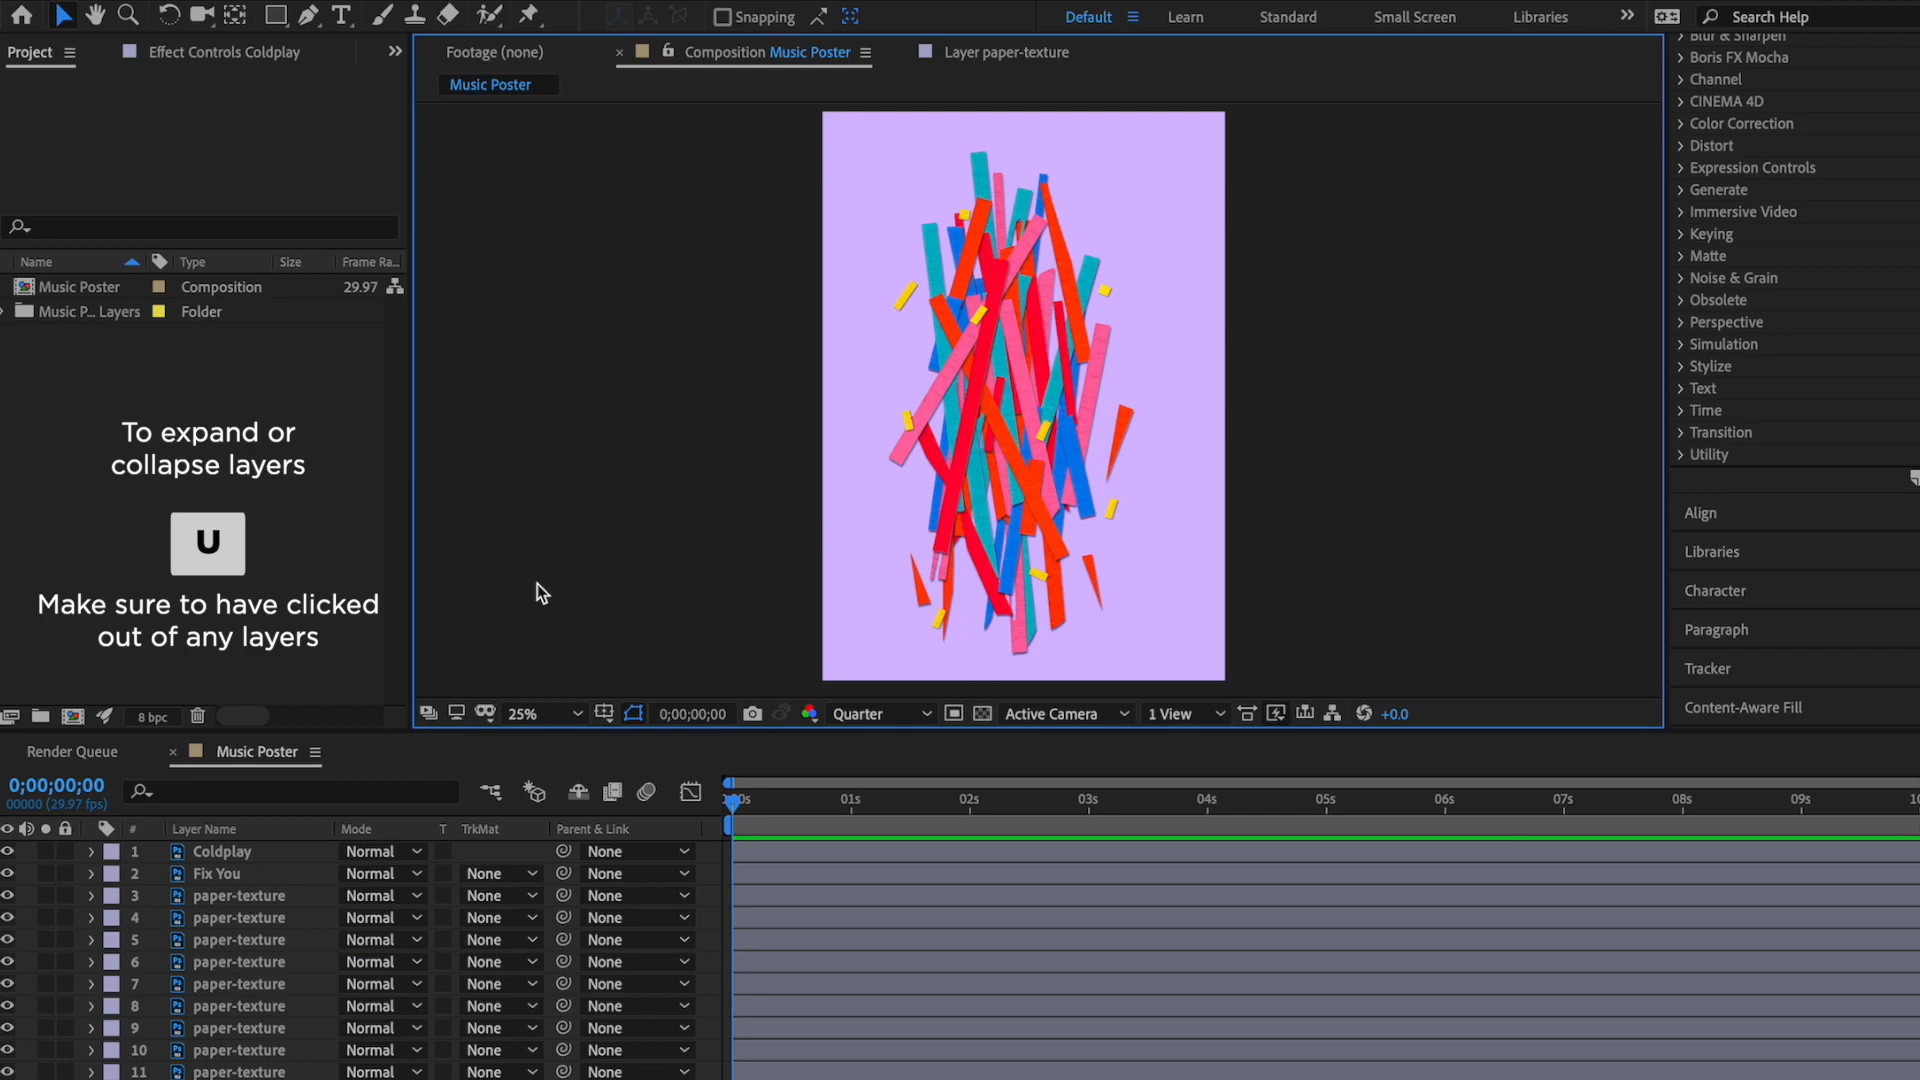 Snapping
Default
Learn
Standard
Small Screen
Libraries
Search Help
Project
Effect Controls Coldplay
Footage (none)
Composition Music Poster
Layer paper-texture
Music Poster
Name Type Size Frame Ra...
Music Poster Composition 29.97
Music P... Layers Folder
To expand or
collapse layers
U
Make sure to have clicked
out of any layers
8 bpc
25%
0;00;00;00
Quarter
Active Camera
1 View
+0.0
Blur & Sharpen
Boris FX Mocha
Channel
CINEMA 4D
Color Correction
Distort
Expression Controls
Generate
Immersive Video
Keying
Matte
Noise & Grain
Obsolete
Perspective
Simulation
Stylize
Text
Time
Transition
Utility
Align
Libraries
Character
Paragraph
Tracker
Content-Aware Fill
Render Queue
Music Poster
0;00;00;00
00000 (29.97 fps)
01s 02s 03s 04s 05s 06s 07s 08s 09s
# Layer Name Mode T TrkMat Parent & Link
1 Coldplay Normal None
2 Fix You Normal None None
3 paper-texture Normal None None
4 paper-texture Normal None None
5 paper-texture Normal None None
6 paper-texture Normal None None
7 paper-texture Normal None None
8 paper-texture Normal None None
9 paper-texture Normal None None
10 paper-texture Normal None None
11 paper-texture Normal None None